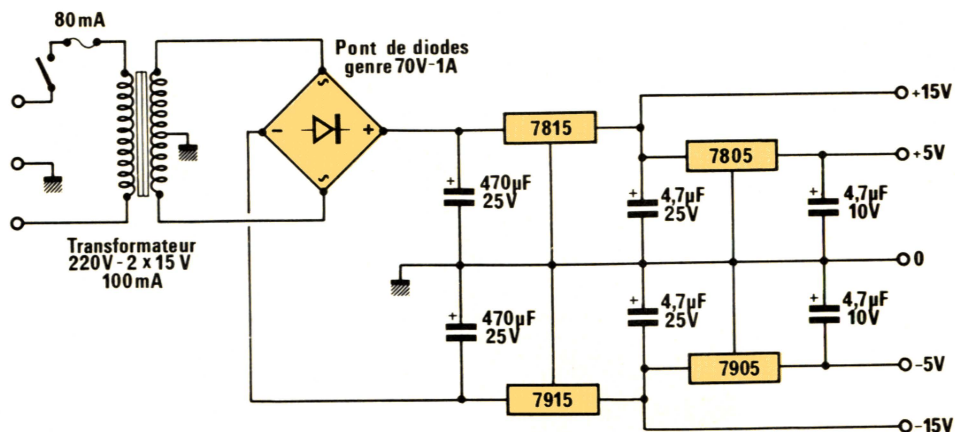 80mA
Pont de diodes
genre 70V-1A
~
-
+
~
Transformateur
220V - 2 x 15 V
100mA
7815
+
470µF
25V
+
470µF
25V
7915
+
4,7µF
25V
+
4,7µF
25V
7805
7905
+
4,7µF
10V
+
4,7µF
10V
+15V
+5V
0
-5V
-15V